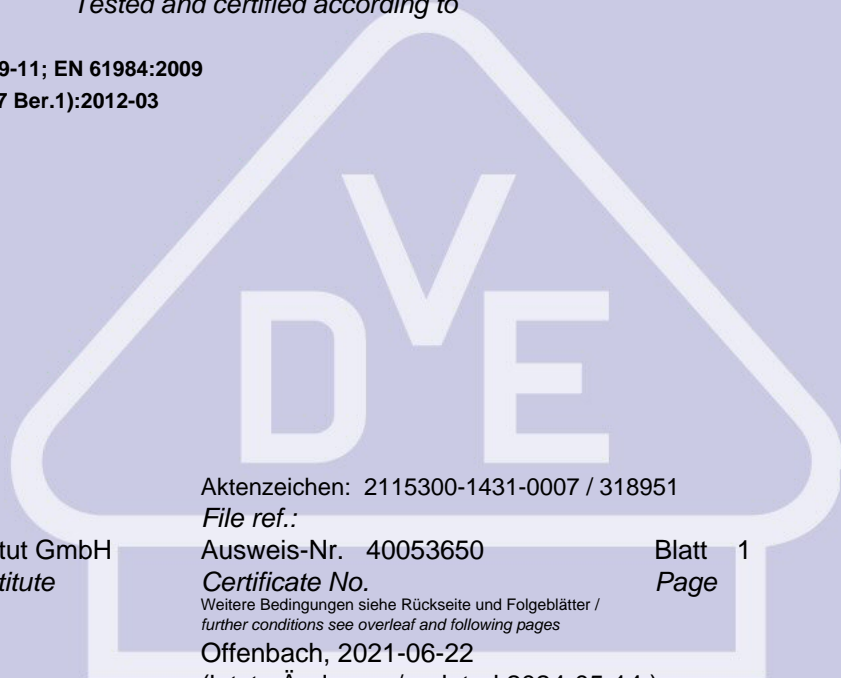 Tested and certified according to
9-11; EN 61984:2009
7 Ber.1):2012-03
DVE
Aktenzeichen: 2115300-1431-0007 / 318951
File ref.:
tut GmbH Ausweis-Nr. 40053650 Blatt 1
titute Certificate No. Page
Weitere Bedingungen siehe Rückseite und Folgeblätter /
further conditions see overleaf and following pages
Offenbach, 2021-06-22